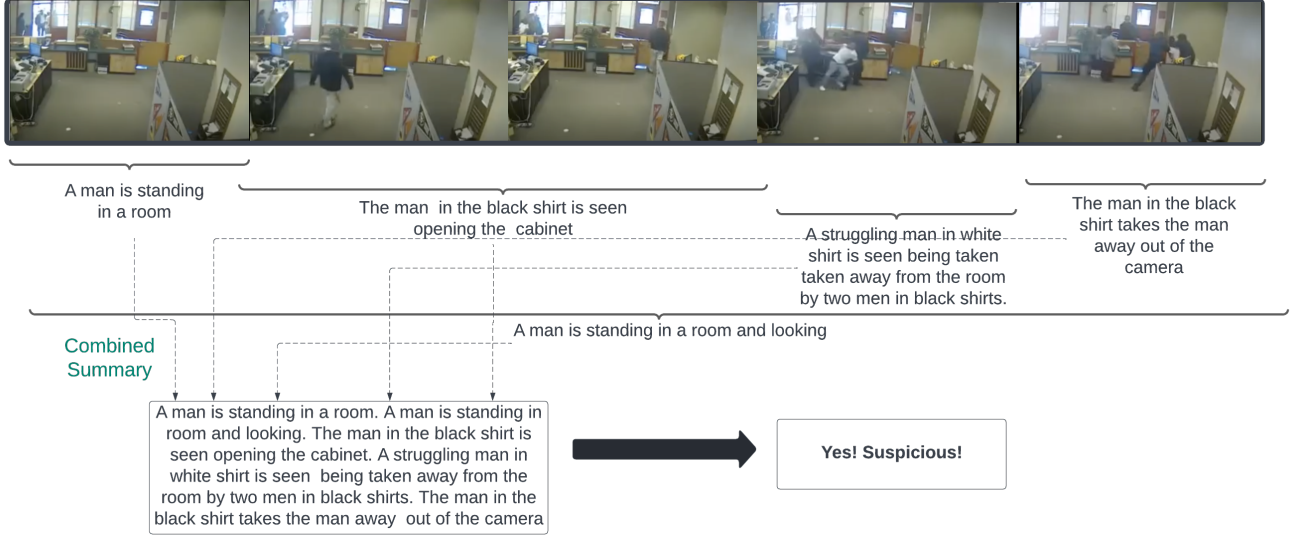 A man is standing
in a room
The man in the black shirt is seen
opening the cabinet
A struggling man in white
shirt is seen being taken
taken away from the room
by two men in black shirts.
The man in the black
shirt takes the man
away out of the
camera
A man is standing in a room and looking
Combined
Summary
A man is standing in a room. A man is standing in
room and looking. The man in the black shirt is
seen opening the cabinet. A struggling man in
white shirt is seen being taken away from the
room by two men in black shirts. The man in the
black shirt takes the man away out of the camera
Yes! Suspicious!